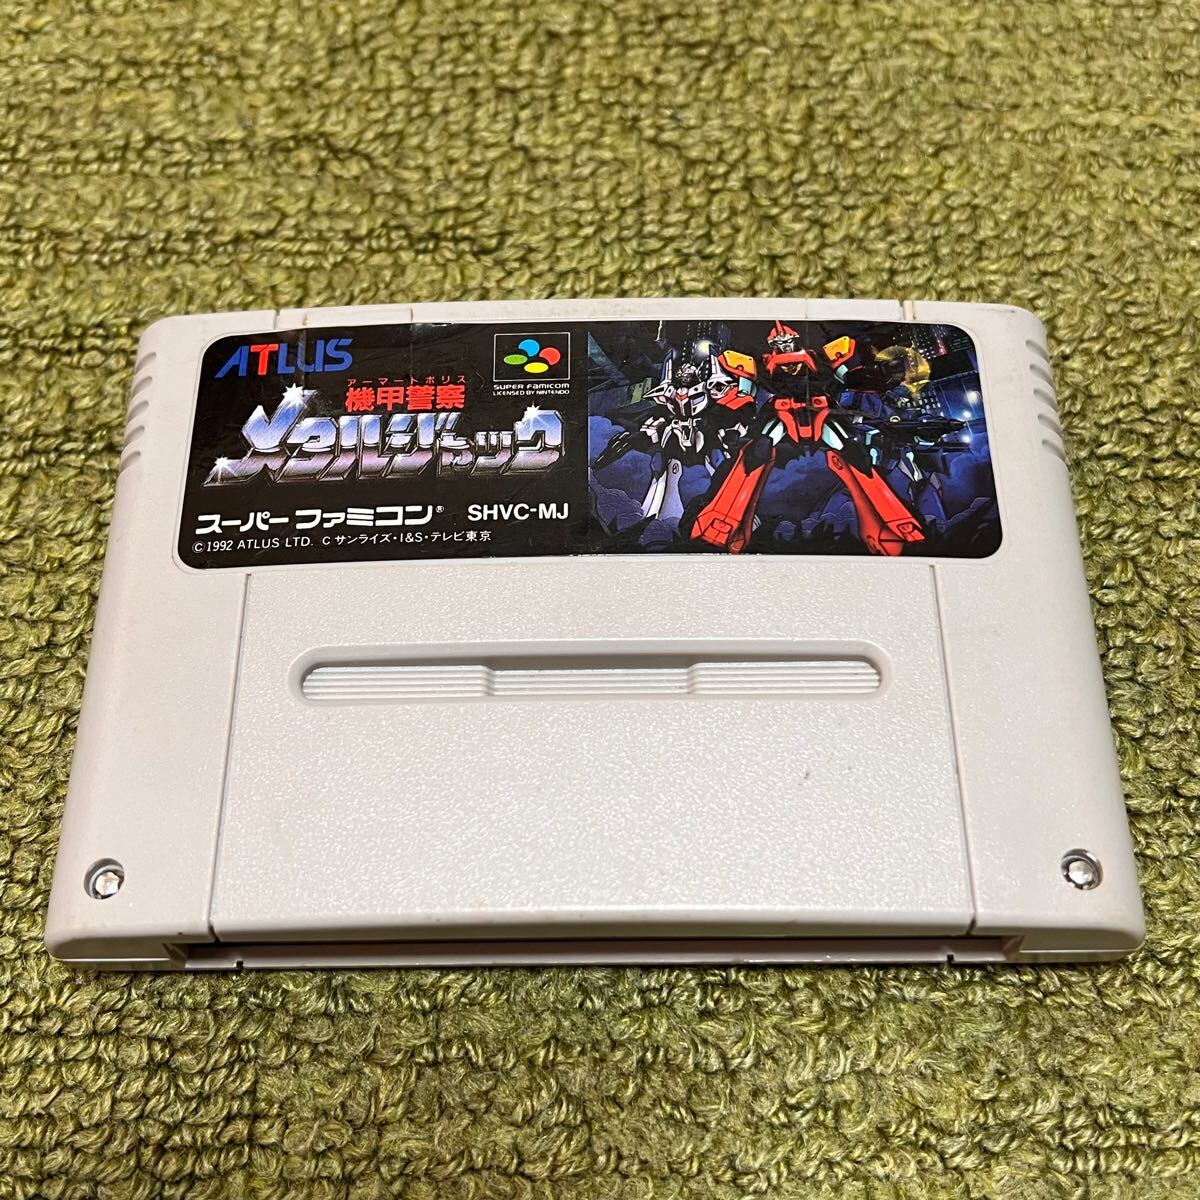 ATLUS
SUPER FAMICOM
LICENSED BY NINTENDO
アーマードポリス
機甲警察
メタルジャック
スーパーファミコン® SHVC-MJ
©1992 ATLUS LTD. C サンライズ・I&S・テレビ東京